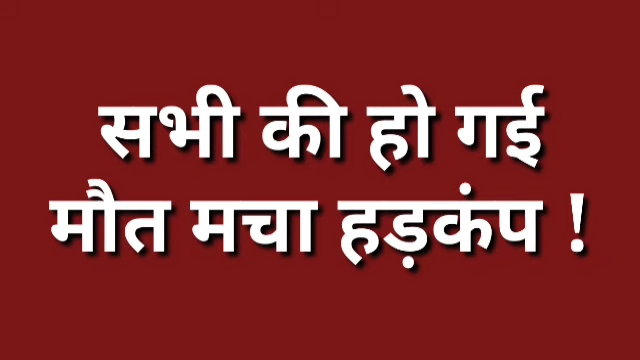 सभी की हो गई
मौत मचा हड़कंप !